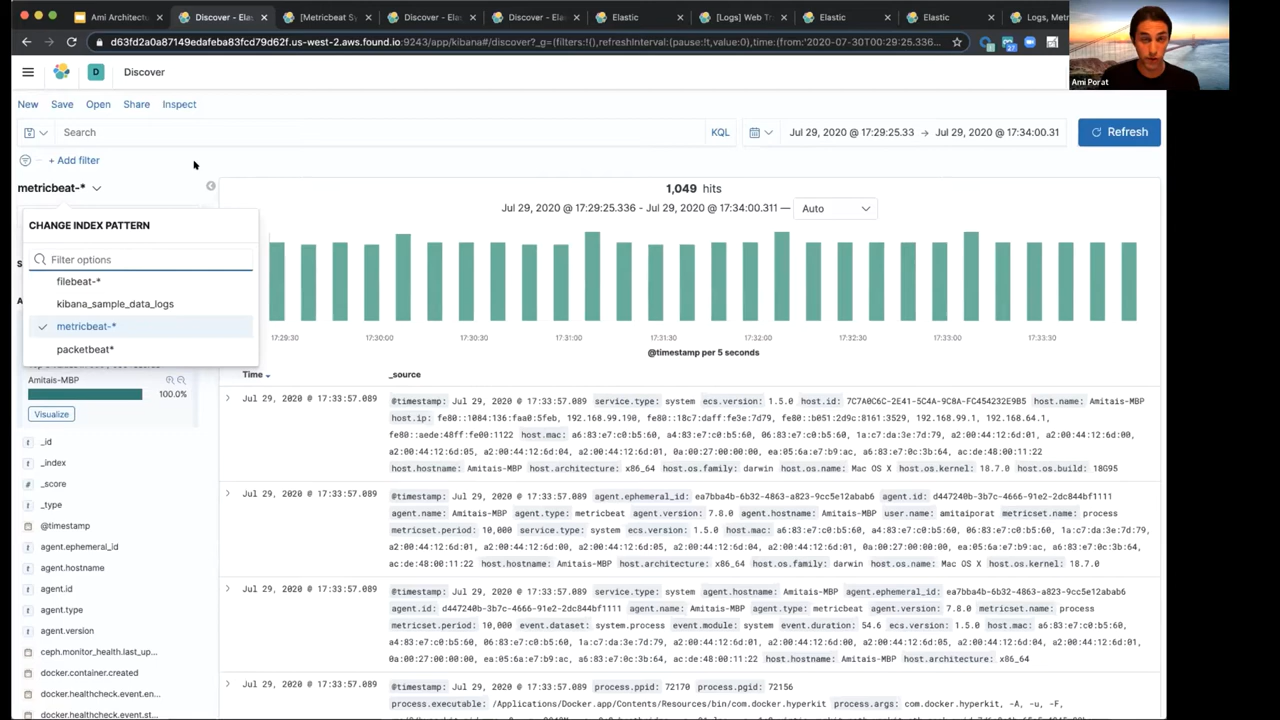 Ami Architect
Discover - Elas
[Metricbeat Sy
Discover - Elas
Discover - Elas
Elastic
[Logs] Web Tr
Elastic
Elastic
Logs, Met
d63fd2a0a87149edafeba83fcd79d62f.us-west-2.aws.found.io:9243/app/kibana#/discover?_g=(filters:!(),refreshInterval:(pause:!t,value:0),time:(from:'2020-07-30T00:29:25.336...
27
D
Discover
Ami Porat
New Save Open Share Inspect
Search
KQL
Jul 29, 2020 @ 17:29:25.33 → Jul 29, 2020 @ 17:34:00.31
Refresh
+ Add filter
metricbeat-*
CHANGE INDEX PATTERN
Filter options
filebeat-*
kibana_sample_data_logs
metricbeat-*
packetbeat*
Amitais-MBP
100.0%
Visualize
t _id
t _index
# _score
t _type
@timestamp
t agent.ephemeral_id
t agent.hostname
t agent.id
t agent.type
t agent.version
ceph.monitor_health.last_up...
docker.container.created
docker.healthcheck.event.en...
docker.healthcheck.event.st...
1,049 hits
Jul 29, 2020 @ 17:29:25.336 - Jul 29, 2020 @ 17:34:00.311 — Auto
17:29:30 17:30:00 17:30:30 17:31:00 17:31:30 17:32:00 17:32:30 17:33:00 17:33:30
@timestamp per 5 seconds
Time _source
Jul 29, 2020 @ 17:33:57.089 @timestamp: Jul 29, 2020 @ 17:33:57.089 service.type: system ecs.version: 1.5.0 host.id: 7C7A0C6C-2E41-5C4A-9C8A-FC454232E9B5 host.name: Amitais-MBP
host.ip: fe80::1084:136:faa0:5feb, 192.168.99.190, fe80::18c7:daff:fe3e:7d79, fe80::b051:2d9c:8161:3529, 192.168.99.1, 192.168.64.1,
fe80::aede:48ff:fe00:1122 host.mac: a6:83:e7:c0:b5:60, a4:83:e7:c0:b5:60, 06:83:e7:c0:b5:60, 1a:c7:da:3e:7d:79, a2:00:44:12:6d:01, a2:00:44:12:6d:00,
a2:00:44:12:6d:05, a2:00:44:12:6d:04, a2:00:44:12:6d:01, 0a:00:27:00:00:00, ea:05:6a:e7:b9:ac, a6:83:e7:0c:3b:64, ac:de:48:00:11:22
host.hostname: Amitais-MBP host.architecture: x86_64 host.os.family: darwin host.os.name: Mac OS X host.os.kernel: 18.7.0 host.os.build: 18G95
Jul 29, 2020 @ 17:33:57.089 @timestamp: Jul 29, 2020 @ 17:33:57.089 agent.ephemeral_id: ea7bba4b-6b32-4863-a823-9cc5e12abab6 agent.id: d447240b-3b7c-4666-91e2-2dc844bf1111
agent.name: Amitais-MBP agent.type: metricbeat agent.version: 7.8.0 agent.hostname: Amitais-MBP user.name: amitaiporat metricset.name: process
metricset.period: 10,000 service.type: system ecs.version: 1.5.0 host.mac: a6:83:e7:c0:b5:60, a4:83:e7:c0:b5:60, 06:83:e7:c0:b5:60, 1a:c7:da:3e:7d:79,
a2:00:44:12:6d:01, a2:00:44:12:6d:00, a2:00:44:12:6d:05, a2:00:44:12:6d:04, a2:00:44:12:6d:01, 0a:00:27:00:00:00, ea:05:6a:e7:b9:ac, a6:83:e7:0c:3b:64,
ac:de:48:00:11:22 host.hostname: Amitais-MBP host.architecture: x86_64 host.os.family: darwin host.os.name: Mac OS X host.os.kernel: 18.7.0
Jul 29, 2020 @ 17:33:57.089 @timestamp: Jul 29, 2020 @ 17:33:57.089 service.type: system agent.hostname: Amitais-MBP agent.ephemeral_id: ea7bba4b-6b32-4863-a823-9cc5e12abab6
agent.id: d447240b-3b7c-4666-91e2-2dc844bf1111 agent.name: Amitais-MBP agent.type: metricbeat agent.version: 7.8.0 metricset.name: process
metricset.period: 10,000 event.dataset: system.process event.module: system event.duration: 54.6 ecs.version: 1.5.0 host.mac: a6:83:e7:c0:b5:60,
a4:83:e7:c0:b5:60, 06:83:e7:c0:b5:60, 1a:c7:da:3e:7d:79, a2:00:44:12:6d:01, a2:00:44:12:6d:00, a2:00:44:12:6d:05, a2:00:44:12:6d:04, a2:00:44:12:6d:01,
0a:00:27:00:00:00, ea:05:6a:e7:b9:ac, a6:83:e7:0c:3b:64, ac:de:48:00:11:22 host.hostname: Amitais-MBP host.architecture: x86_64
Jul 29, 2020 @ 17:33:57.089 @timestamp: Jul 29, 2020 @ 17:33:57.089 process.ppid: 72170 process.pgid: 72156
process.executable: /Applications/Docker.app/Contents/Resources/bin/com.docker.hyperkit process.args: com.docker.hyperkit, -A, -u, -F,